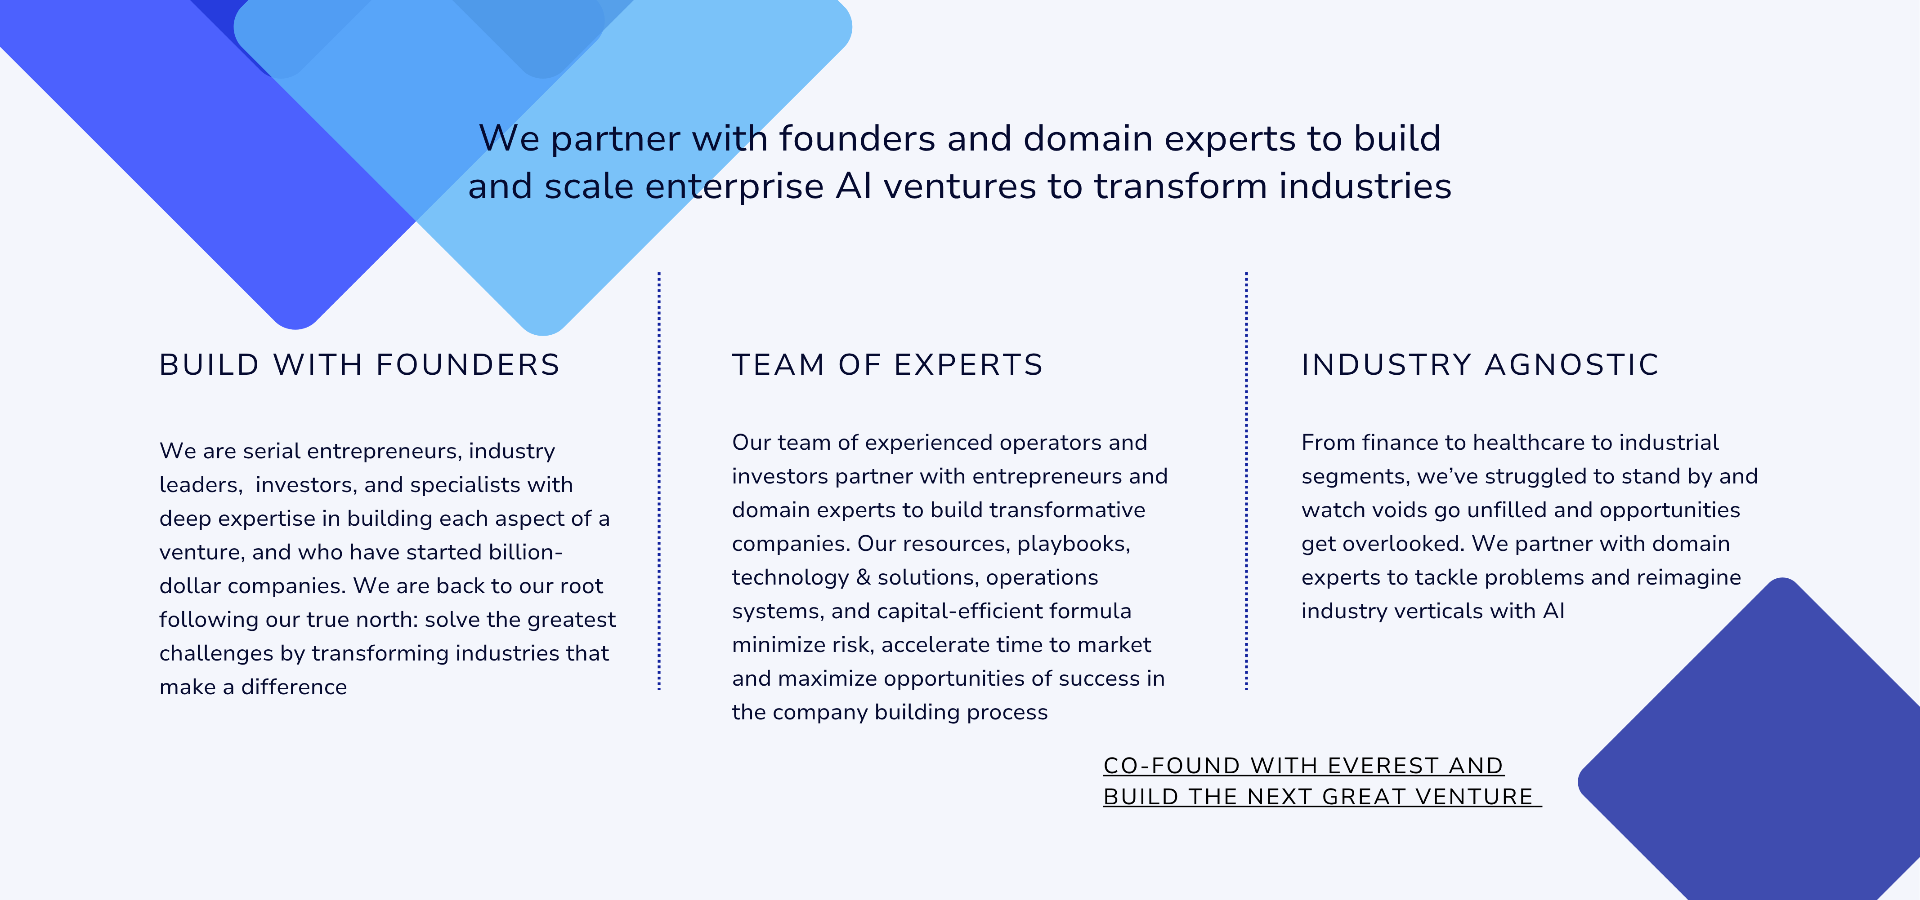 We partner with founders and domain experts to build
and scale enterprise AI ventures to transform industries
BUILD WITH FOUNDERS
We are serial entrepreneurs, industry
leaders,  investors, and specialists with
deep expertise in building each aspect of a
venture, and who have started billion-
dollar companies. We are back to our root
following our true north: solve the greatest
challenges by transforming industries that
make a difference
TEAM OF EXPERTS
Our team of experienced operators and
investors partner with entrepreneurs and
domain experts to build transformative
companies. Our resources, playbooks,
technology & solutions, operations
systems, and capital-efficient formula
minimize risk, accelerate time to market
and maximize opportunities of success in
the company building process
INDUSTRY AGNOSTIC
From finance to healthcare to industrial
segments, we’ve struggled to stand by and
watch voids go unfilled and opportunities
get overlooked. We partner with domain
experts to tackle problems and reimagine
industry verticals with AI
CO-FOUND WITH EVEREST AND
BUILD THE NEXT GREAT VENTURE